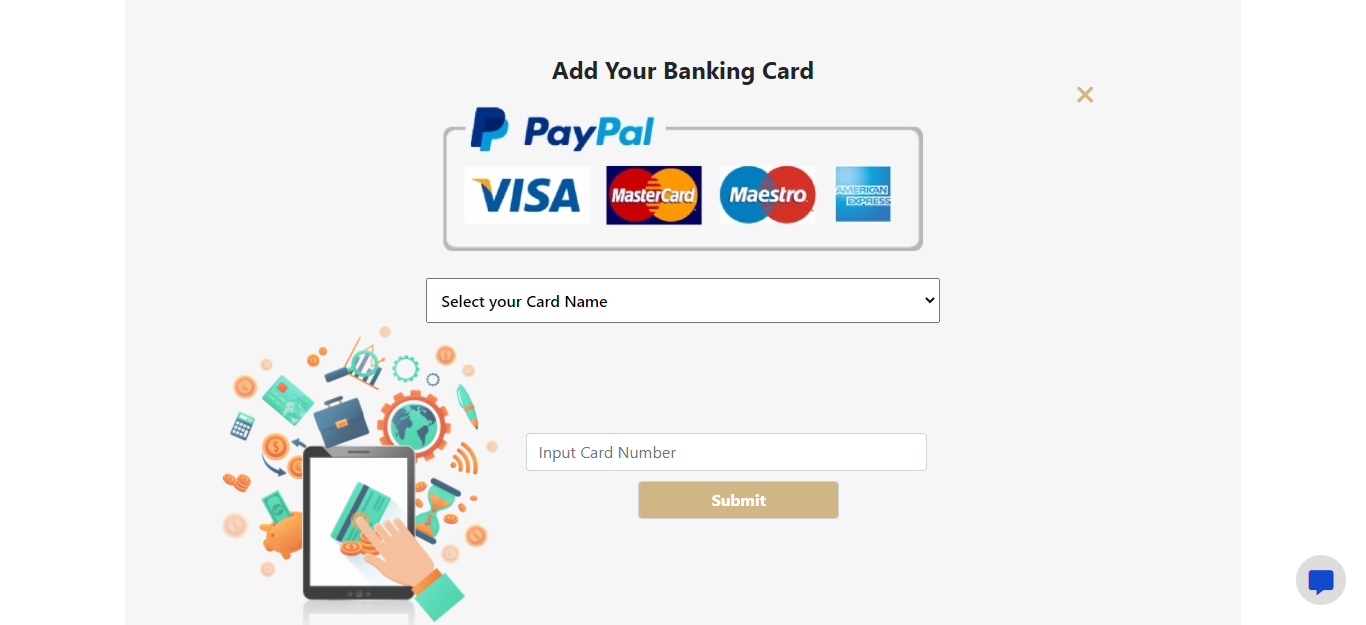 Add Your Banking Card
PayPal
VISA MasterCard Maestro AMERICAN EXPRESS
Select your Card Name
Input Card Number
Submit